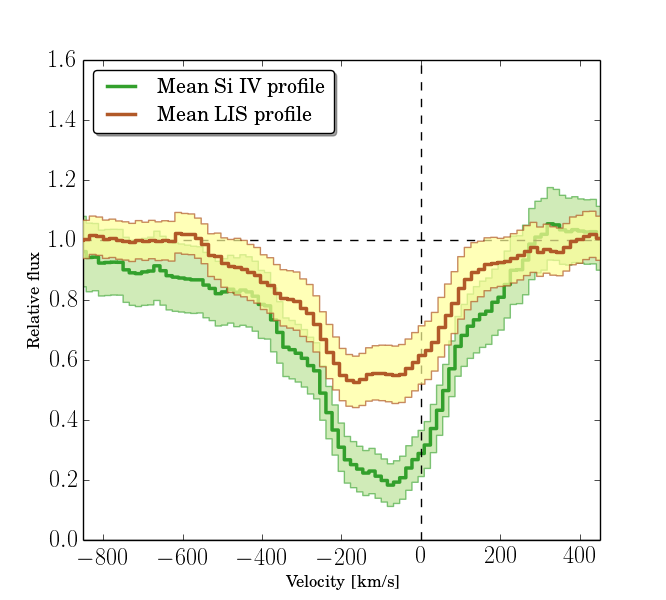 1.6
Mean Si IV profile
Mean LIS profile
1.4
1.2
1.0
0.8
0.6
0.4
0.2
0.0
Relative flux
−800 −600 −400 −200 0 200 400
Velocity [km/s]